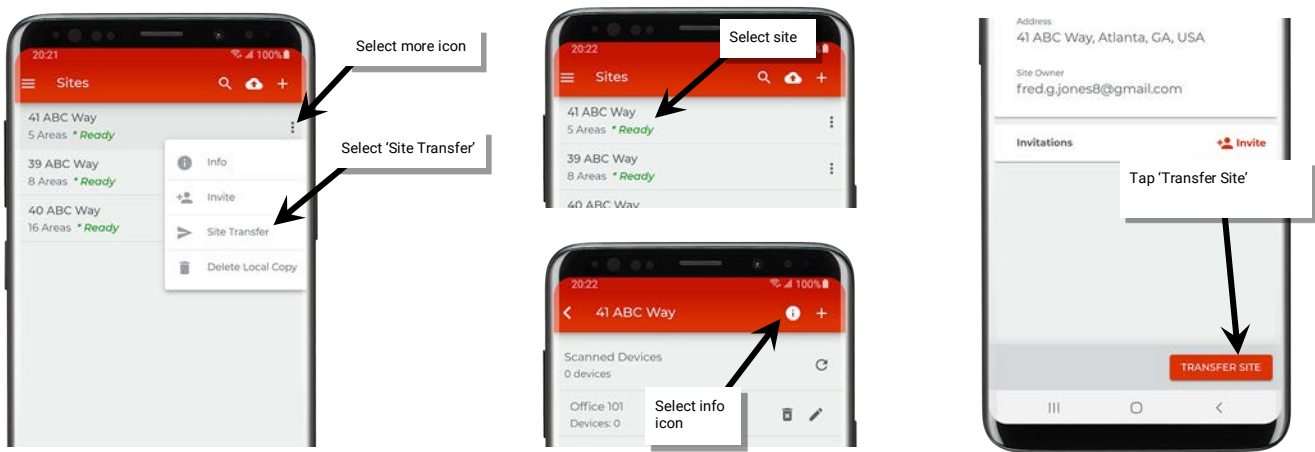 20:21
100%
Sites
41 ABC Way
5 Areas * Ready
39 ABC Way
8 Areas * Ready
40 ABC Way
16 Areas * Ready
Info
Invite
Site Transfer
Delete Local Copy
Select more icon
Select ‘Site Transfer’
20:22
Sites
Select site
41 ABC Way
5 Areas * Ready
39 ABC Way
8 Areas * Ready
40 ABC Way
20:22
100%
41 ABC Way
Scanned Devices
0 devices
Office 101
Devices: 0
Select info
icon
Address
41 ABC Way, Atlanta, GA, USA
Site Owner
fred.g.jones8@gmail.com
Invitations
Invite
Tap ‘Transfer Site’
TRANSFER SITE